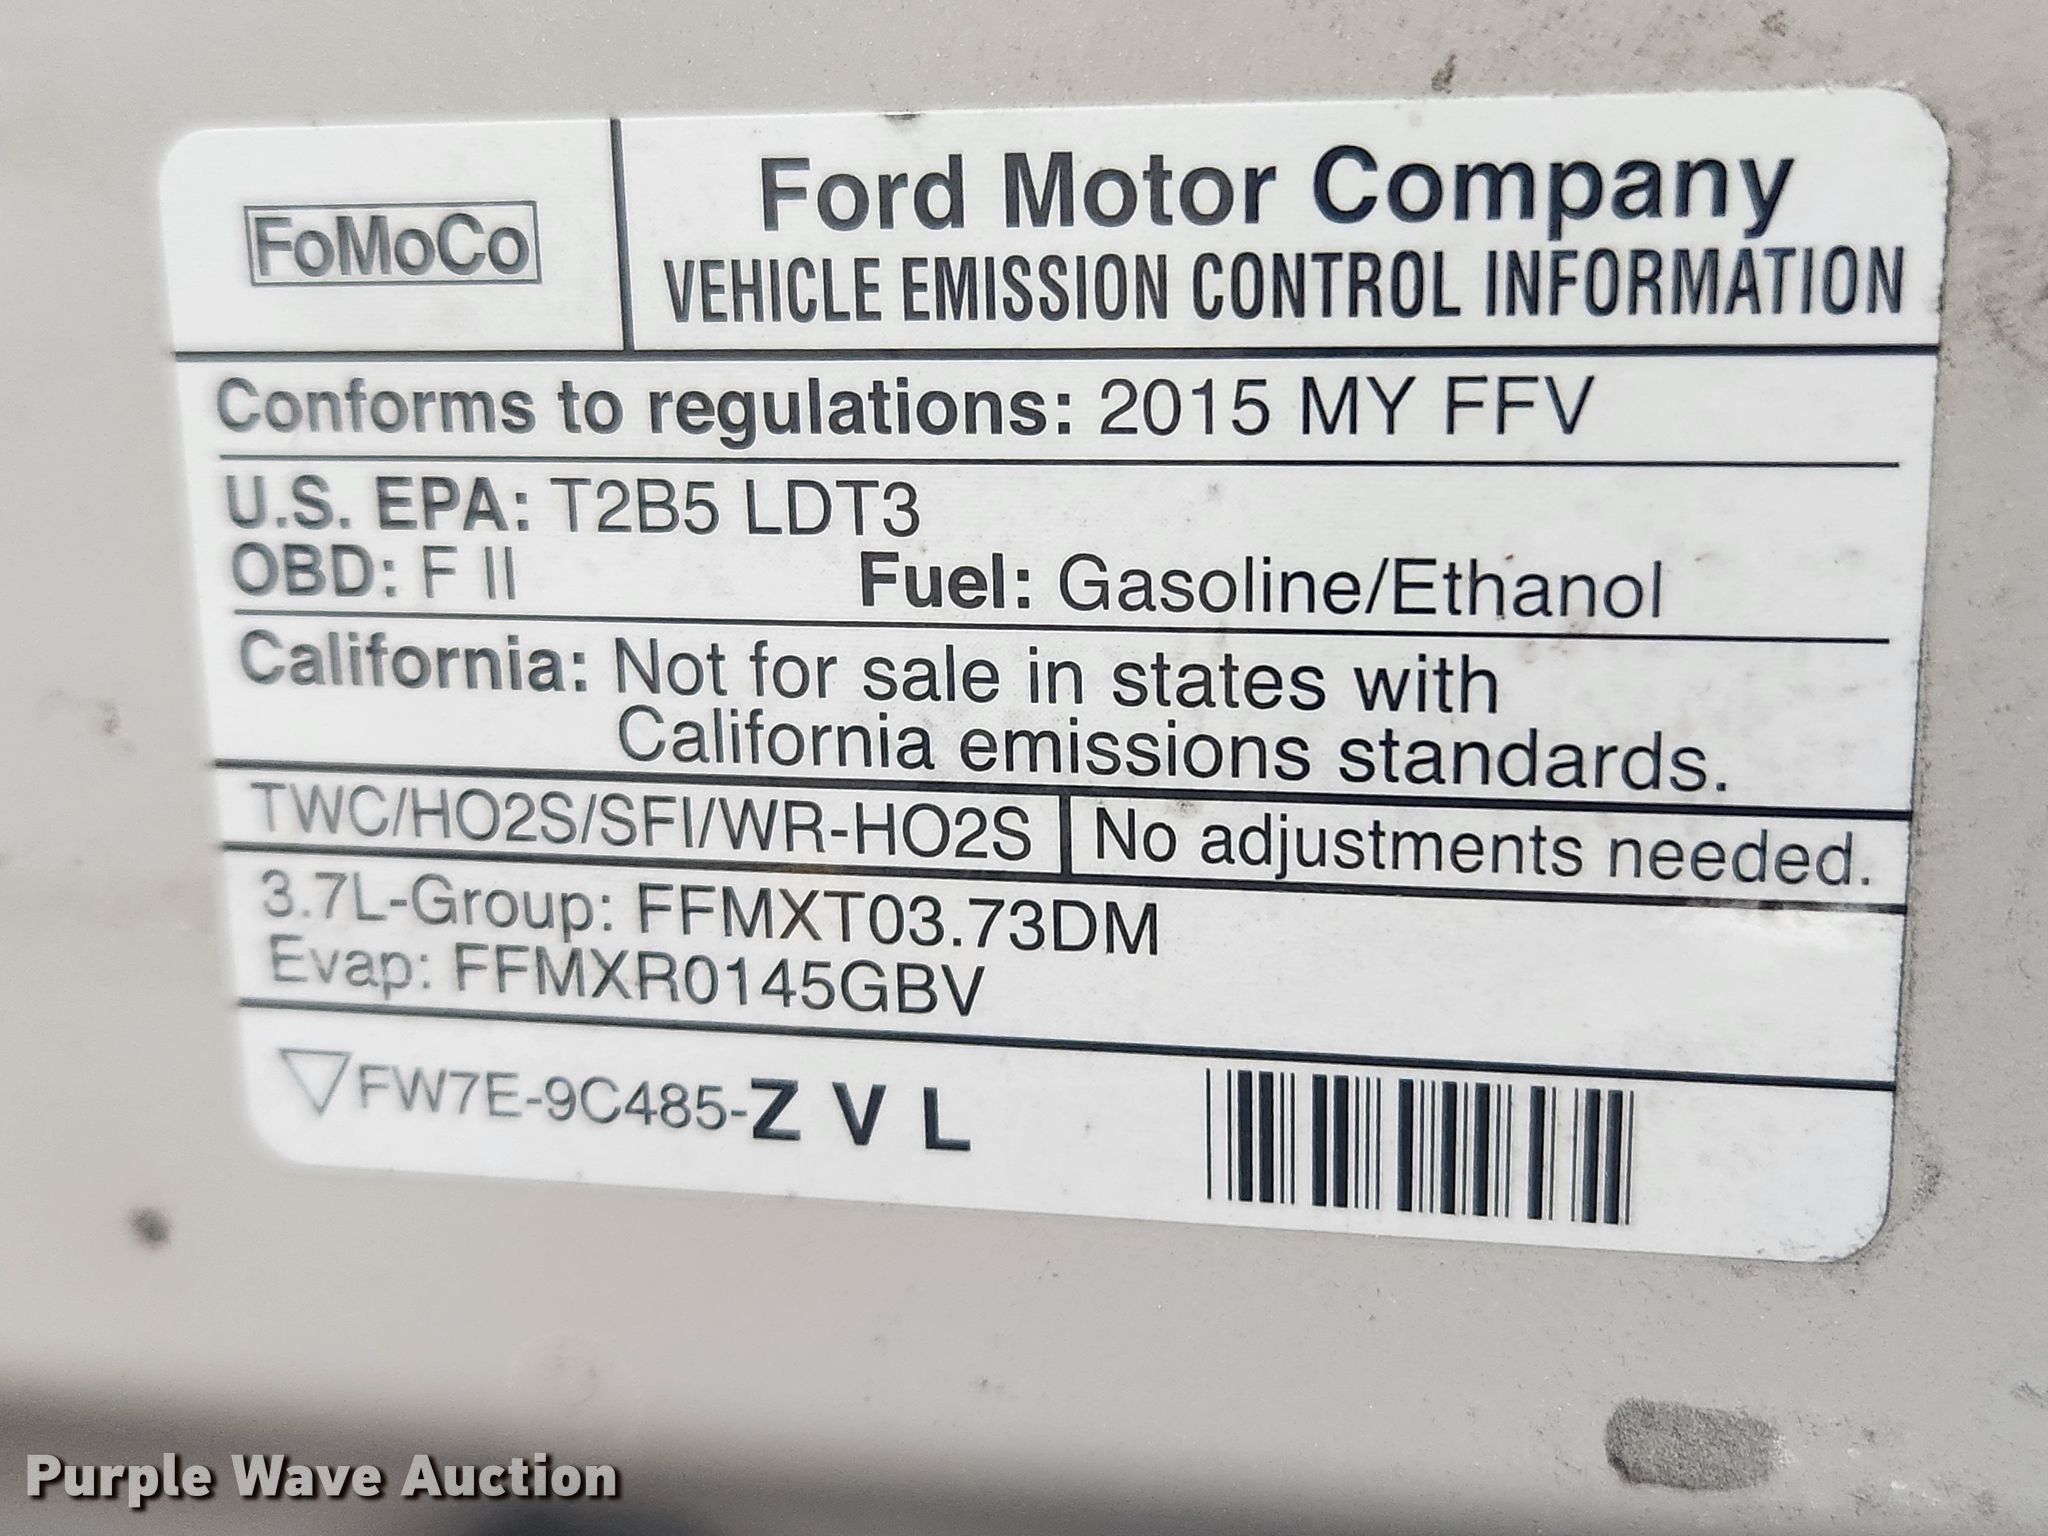 FoMoCo
Ford Motor Company
VEHICLE EMISSION CONTROL INFORMATION
Conforms to regulations: 2015 MY FFV
U.S. EPA: T2B5 LDT3
OBD: F II Fuel: Gasoline/Ethanol
California: Not for sale in states with
California emissions standards.
TWC/HO2S/SFI/WR-HO2S No adjustments needed.
3.7L-Group: FFMXT03.73DM
Evap: FFMXR0145GBV
FW7E-9C485-Z V L
Purple Wave Auction